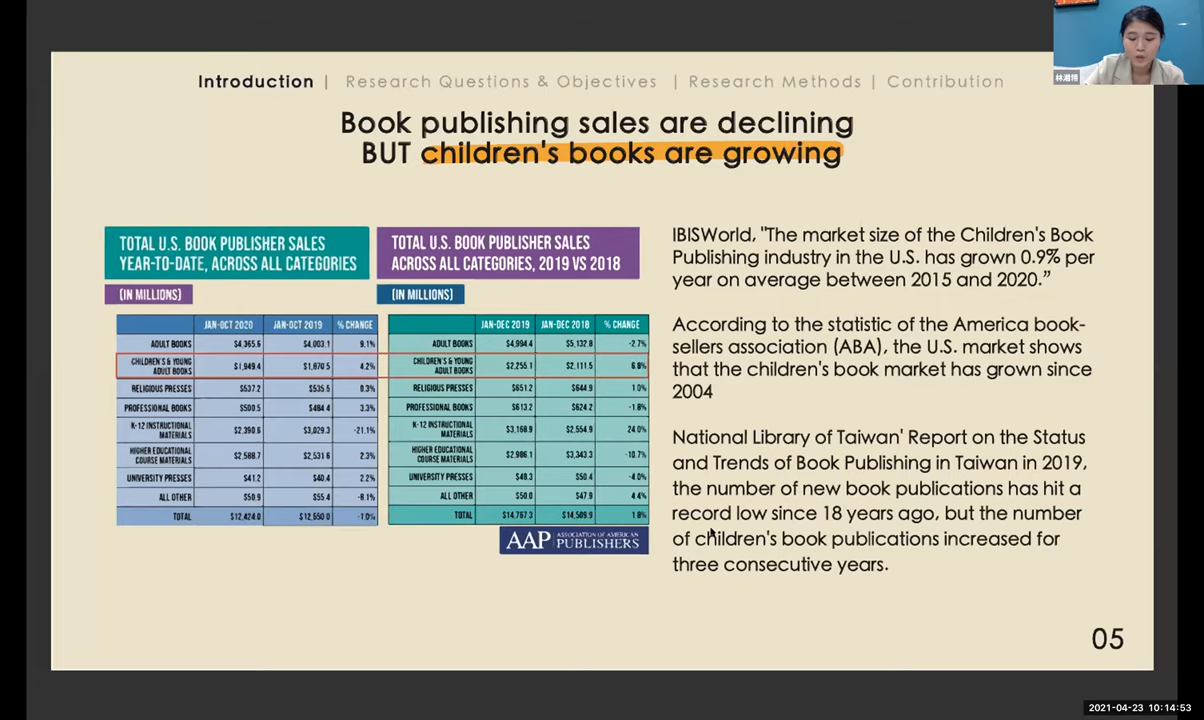 林湘愷
Introduction | Research Questions & Objectives | Research Methods | Contribution
Book publishing sales are declining
BUT children's books are growing
TOTAL U.S. BOOK PUBLISHER SALES
YEAR-TO-DATE, ACROSS ALL CATEGORIES
(IN MILLIONS)
JAN-OCT 2020 JAN-OCT 2019 % CHANGE
ADULT BOOKS $4,365.6 $4,003.1 9.1%
CHILDREN'S & YOUNG
ADULT BOOKS $1,949.4 $1,870.5 4.2%
RELIGIOUS PRESSES $537.2 $535.5 0.3%
PROFESSIONAL BOOKS $500.5 $484.4 3.3%
K-12 INSTRUCTIONAL
MATERIALS $2,390.6 $3,029.3 -21.1%
HIGHER EDUCATIONAL
COURSE MATERIALS $2,588.7 $2,531.6 2.3%
UNIVERSITY PRESSES $41.2 $40.4 2.2%
ALL OTHER $50.9 $55.4 -8.1%
TOTAL $12,424.0 $12,550.0 -1.0%
TOTAL U.S. BOOK PUBLISHER SALES
ACROSS ALL CATEGORIES, 2019 VS 2018
(IN MILLIONS)
JAN-DEC 2019 JAN-DEC 2018 % CHANGE
ADULT BOOKS $4,994.4 $5,132.8 -2.7%
CHILDREN'S & YOUNG
ADULT BOOKS $2,255.1 $2,111.5 6.8%
RELIGIOUS PRESSES $651.2 $644.9 1.0%
PROFESSIONAL BOOKS $613.2 $624.2 -1.8%
K-12 INSTRUCTIONAL
MATERIALS $3,168.9 $2,554.9 24.0%
HIGHER EDUCATIONAL
COURSE MATERIALS $2,986.1 $3,343.3 -10.7%
UNIVERSITY PRESSES $48.3 $50.4 -4.0%
ALL OTHER $50.0 $47.9 4.4%
TOTAL $14,767.3 $14,509.9 1.8%
AAP ASSOCIATION OF AMERICAN
PUBLISHERS
IBISWorld, "The market size of the Children's Book
Publishing industry in the U.S. has grown 0.9% per
year on average between 2015 and 2020."
According to the statistic of the America book-
sellers association (ABA), the U.S. market shows
that the children's book market has grown since
2004
National Library of Taiwan' Report on the Status
and Trends of Book Publishing in Taiwan in 2019,
the number of new book publications has hit a
record low since 18 years ago, but the number
of children's book publications increased for
three consecutive years.
05
2021-04-23 10:14:53